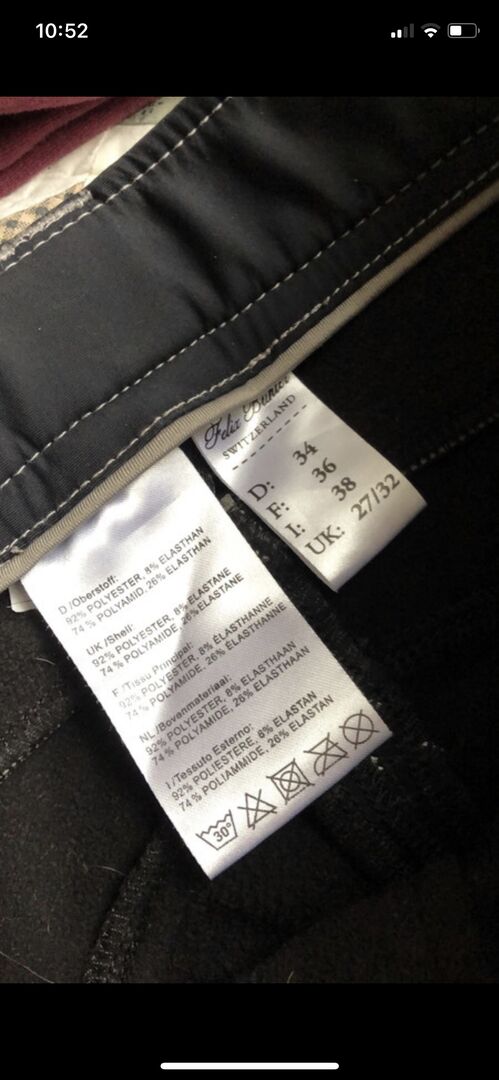 10:52
Felix Bühler
SWITZERLAND
D: 34
F: 36
I: 38
UK: 27/32
D /Oberstoff:
92% POLYESTER, 8% ELASTHAN
74 % POLYAMID, 26% ELASTHAN
UK /Shell:
92% POLYESTER, 8% ELASTANE
74 % POLYAMIDE, 26% ELASTANE
F /Tissu Principal:
92% POLYESTER, 8% ÉLASTHANNE
74 % POLYAMIDE, 26% ÉLASTHANNE
NL/Bovenmateriaal:
92% POLYESTER, 8% ELASTHAAN
74 % POLYAMIDE, 26% ELASTHAAN
I /Tessuto Esterno:
92% POLIESTERE, 8% ELASTAN
74 % POLIAMMIDE, 26% ELASTAN
30°